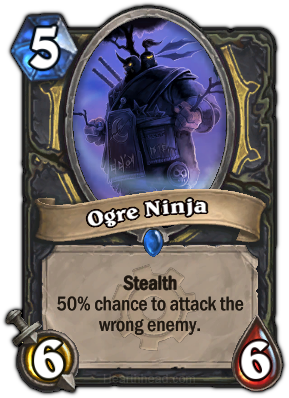 5
Ogre Ninja
Stealth
50% chance to attack the
wrong enemy.
6
6